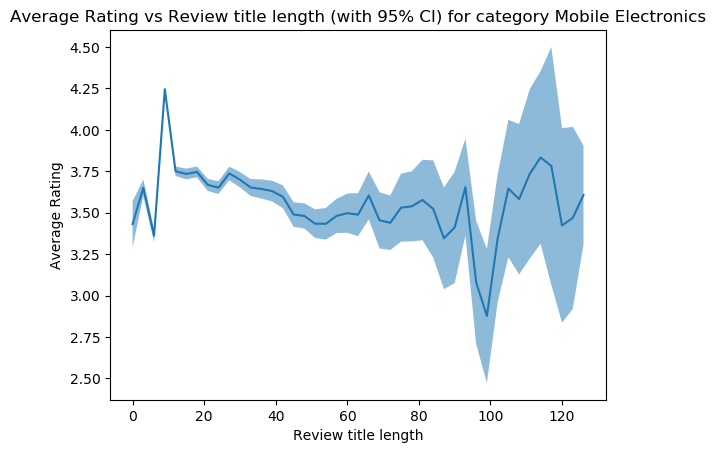 Average Rating vs Review title length (with 95% CI) for category Mobile Electronics
4.50
4.25
4.00
3.75
3.50
3.25
3.00
2.75
2.50
Average Rating
0 20 40 60 80 100 120
Review title length